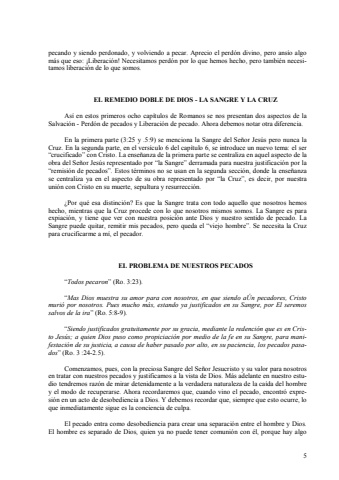 pecando y siendo perdonado, y volviendo a pecar. Aprecio el perdón divino, pero ansío algo
más que eso: ¡Liberación! Necesitamos perdón por lo que hemos hecho, pero también necesi-
tamos liberación de lo que somos.
EL REMEDIO DOBLE DE DIOS - LA SANGRE Y LA CRUZ
Así en estos primeros ocho capítulos de Romanos se nos presentan dos aspectos de la
Salvación - Perdón de pecados y Liberación de pecado. Ahora debemos notar otra diferencia.
En la primera parte (3:25 y .5:9) se menciona la Sangre del Señor Jesús pero nunca la
Cruz. En la segunda parte, en el versículo 6 del capítulo 6, se introduce un nuevo tema: el ser
"crucificado" con Cristo. La enseñanza de la primera parte se centraliza en aquel aspecto de la
obra del Señor Jesús representado por "la Sangre" derramada para nuestra justificación por la
"remisión de pecados". Estos términos no se usan en la segunda sección, donde la enseñanza
se centraliza ya en el aspecto de su obra representado por "la Cruz", es decir, por nuestra
unión con Cristo en su muerte, sepultura y resurrección.
¿Por qué esa distinción? Es que la Sangre trata con todo aquello que nosotros hemos
hecho, mientras que la Cruz procede con lo que nosotros mismos somos. La Sangre es para
expiación, y tiene que ver con nuestra posición ante Dios y nuestro sentido de pecado. La
Sangre puede quitar, remitir mis pecados, pero queda el "viejo hombre". Se necesita la Cruz
para crucificarme a mí, el pecador.
EL PROBLEMA DE NUESTROS PECADOS
"Todos pecaron" (Ro. 3:23).
"Mas Dios muestra su amor para con nosotros, en que siendo aÚn pecadores, Cristo
murió por nosotros. Pues mucho más, estando ya justificados en su Sangre, por El seremos
salvos de la ira" (Ro. 5:8-9).
"Siendo justificados gratuitamente por su gracia, mediante la redención que es en Cris-
to Jesús; a quien Dios puso como propiciación por medio de la fe en su Sangre, para mani-
festación de su justicia, a causa de haber pasado por alto, en su paciencia, los pecados pasa-
dos" (Ro. 3 :24-2.5).
Comenzamos, pues, con la preciosa Sangre del Señor Jesucristo y su valor para nosotros
en tratar con nuestros pecados y justificarnos a la vista de Dios. Más adelante en nuestro estu-
dio tendremos razón de mirar detenidamente a la verdadera naturaleza de la caída del hombre
y el modo de recuperarse. Ahora recordaremos que, cuando vino el pecado, encontró expre-
sión en un acto de desobediencia a Dios. Y debemos recordar que, siempre que esto ocurre, lo
que inmediatamente sigue es la conciencia de culpa.
El pecado entra como desobediencia para crear una separación entre el hombre y Dios.
El hombre es separado de Dios, quien ya no puede tener comunión con él, porque hay algo
5